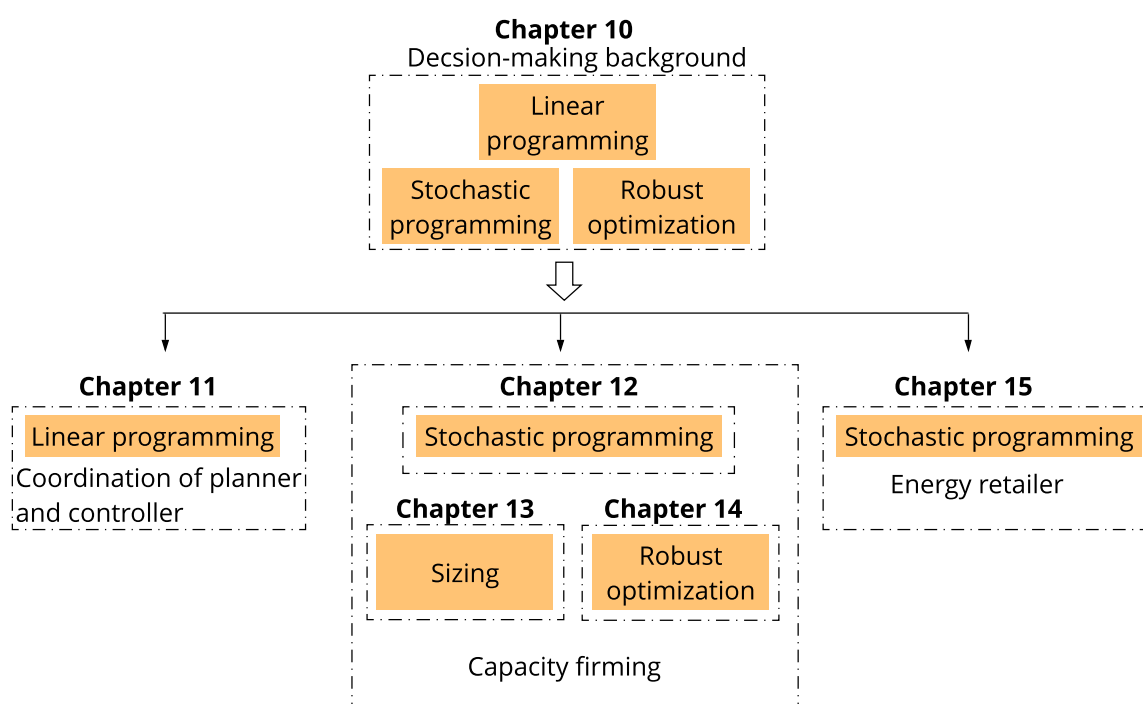 Chapter 10
Decsion-making background
Linear
programming
Stochastic
programming
Robust
optimization
Chapter 11
Linear programming
Coordination of planner
and controller
Chapter 12
Stochastic programming
Chapter 13
Sizing
Chapter 14
Robust
optimization
Capacity firming
Chapter 15
Stochastic programming
Energy retailer